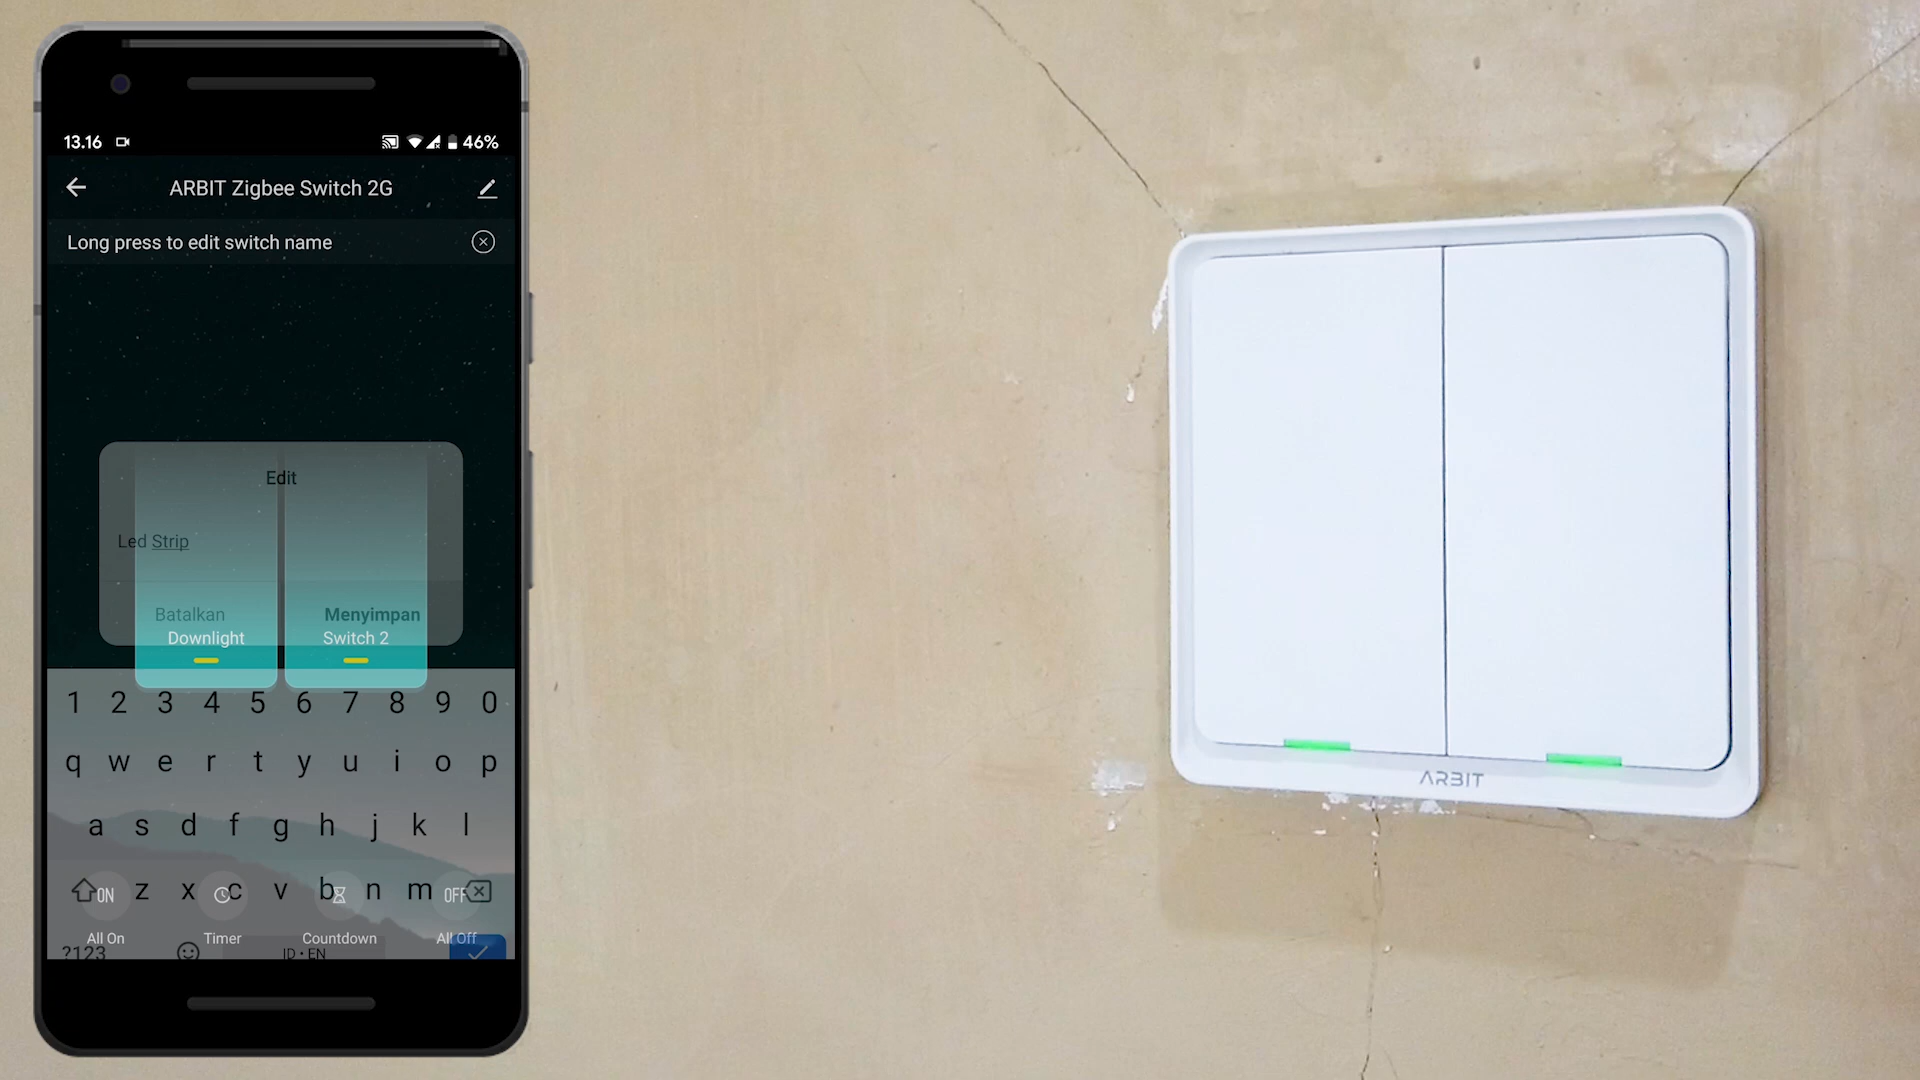 13.16 46%
ARBIT Zigbee Switch 2G
Long press to edit switch name
Edit
Led Strip
Batalkan Menyimpan
Downlight Switch 2
1 2 3 4 5 6 7 8 9 0
q w e r t y u i o p
a s d f g h j k l
ON z x c v b n m OFF
All On Timer Countdown All Off
?123 ID • EN
ARBIT